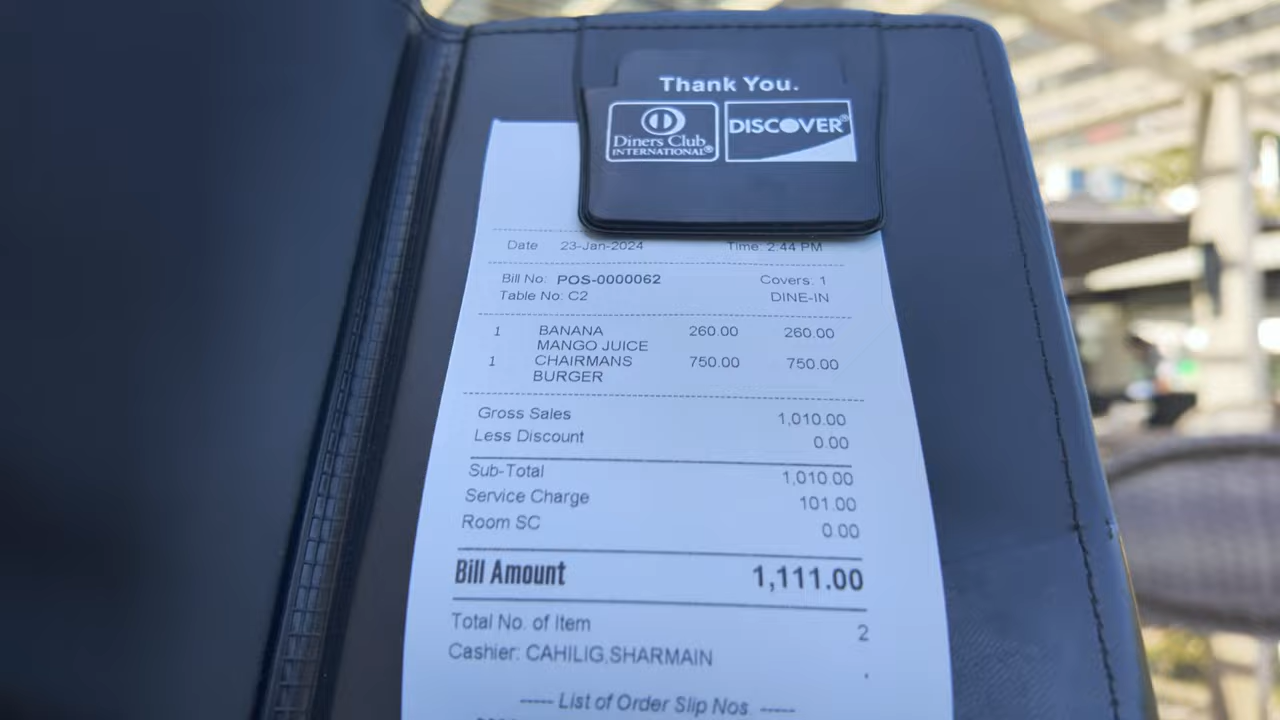 Thank You.
Diners Club
INTERNATIONAL®
DISCOVER®
Date 23-Jan-2024 Time: 2:44 PM
Bill No: POS-0000062 Covers: 1
Table No: C2 DINE-IN
1 BANANA 260.00 260.00
MANGO JUICE
1 CHAIRMANS 750.00 750.00
BURGER
Gross Sales 1,010.00
Less Discount 0.00
Sub-Total 1,010.00
Service Charge 101.00
Room SC 0.00
Bill Amount 1,111.00
Total No. of Item 2
Cashier: CAHILIG,SHARMAIN
----- List of Order Slip Nos. -----